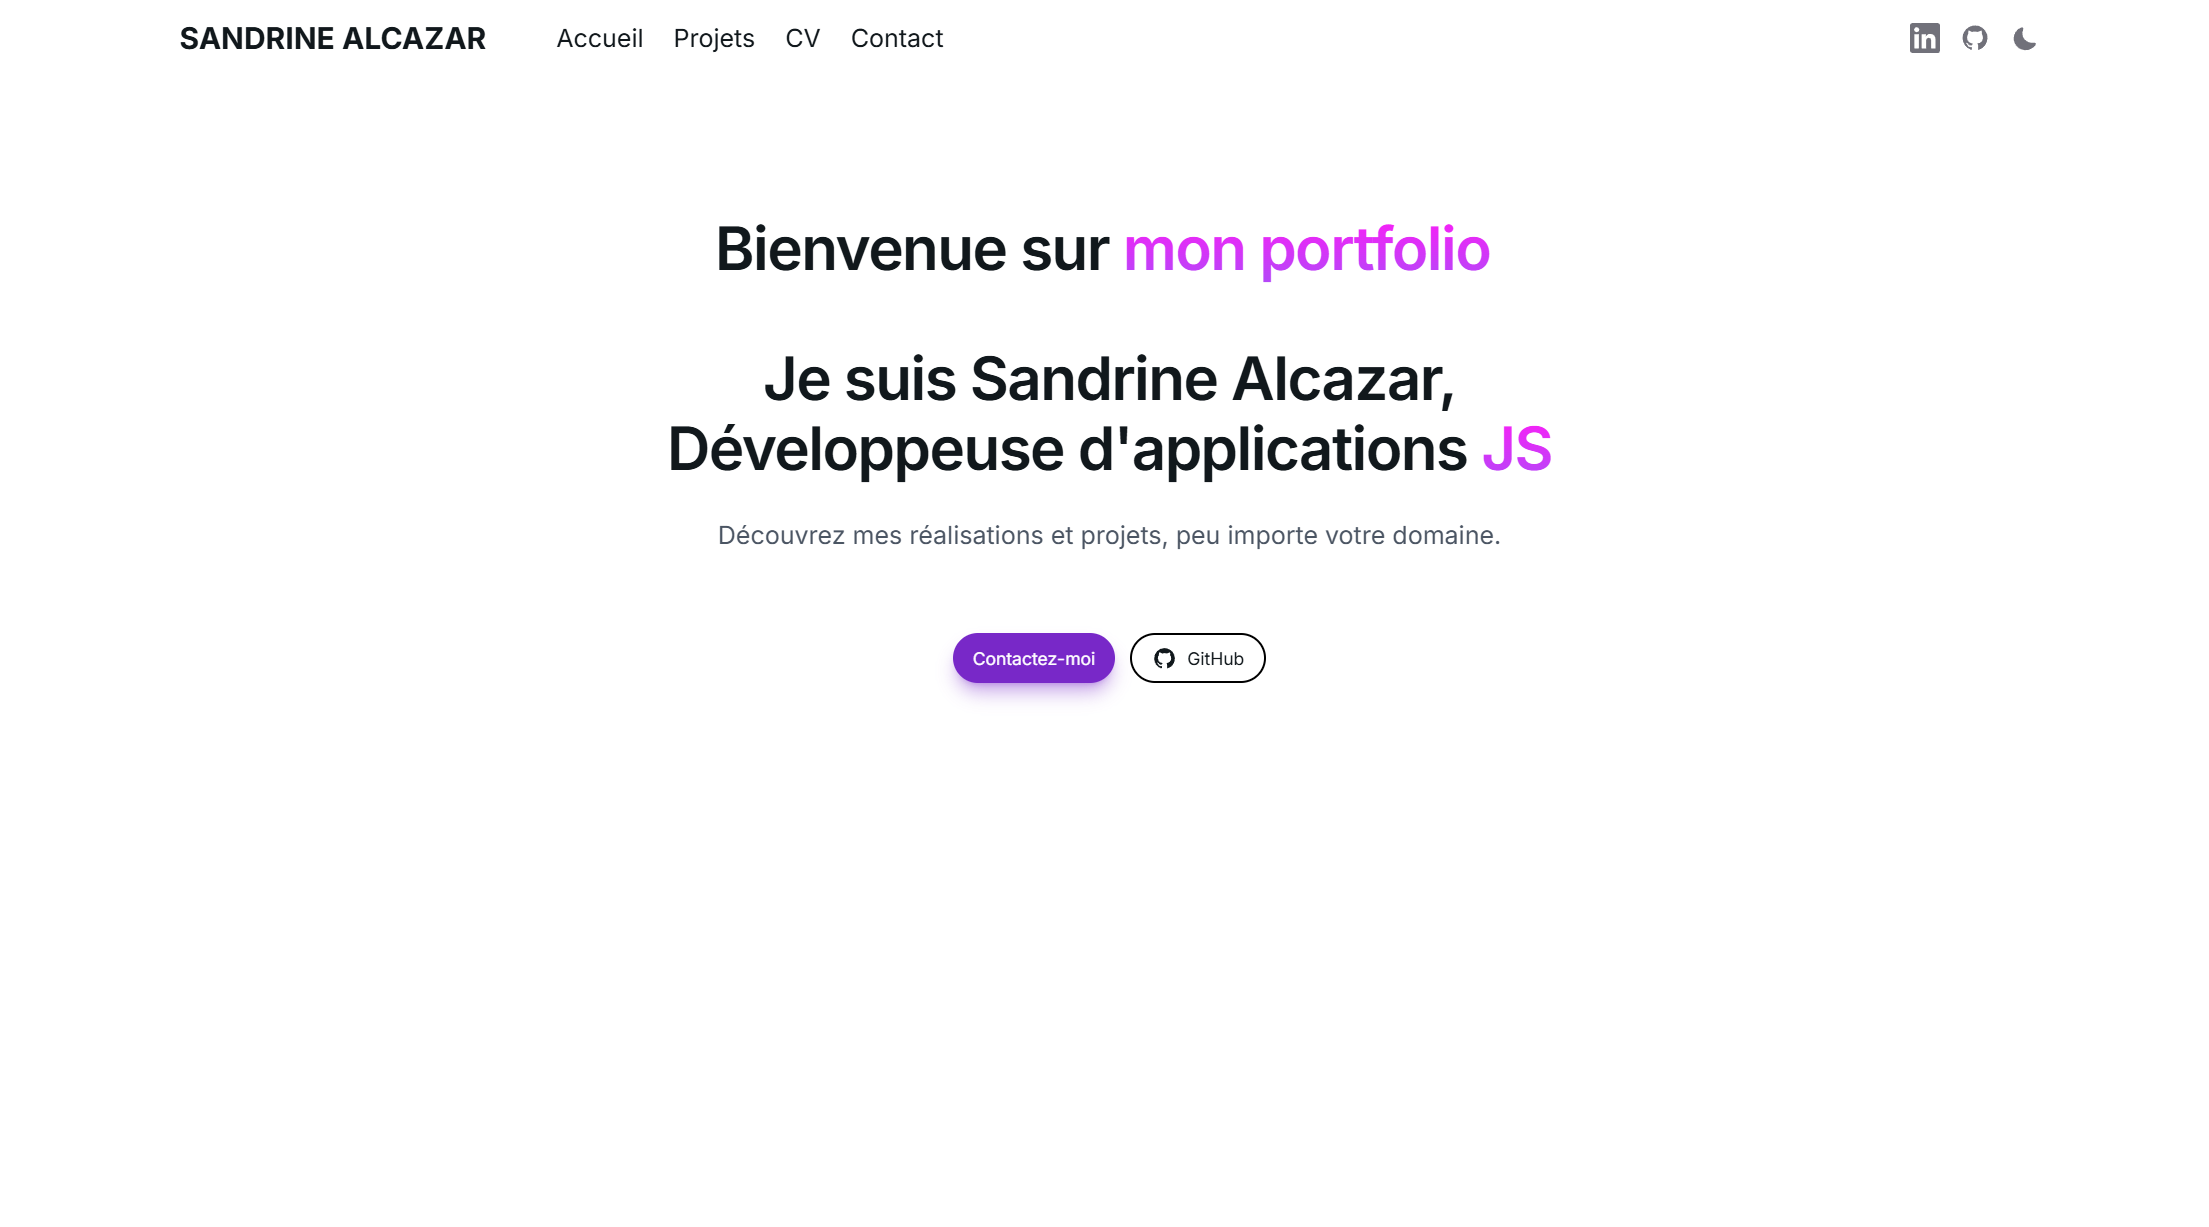 SANDRINE ALCAZAR
Accueil
Projets
CV
Contact
in
Bienvenue sur mon portfolio
Je suis Sandrine Alcazar,
Développeuse d'applications JS
Découvrez mes réalisations et projets, peu importe votre domaine.
Contactez-moi
GitHub